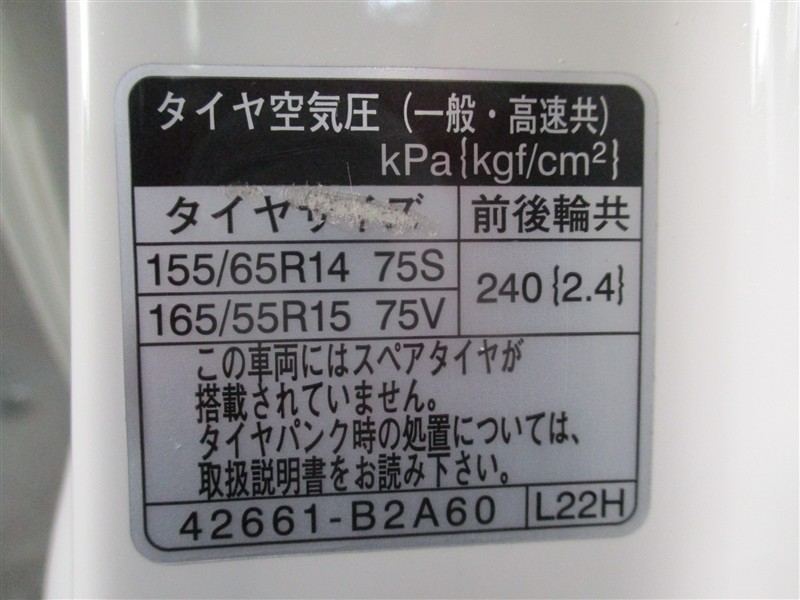 タイヤ空気圧（一般・高速共）
kPa{kgf/cm²}
タイヤサイズ 前後輪共
155/65R14 75S
240{2.4}
165/55R15 75V
この車両にはスペアタイヤが
搭載されていません。
タイヤパンク時の処置については、
取扱説明書をお読み下さい。
42661-B2A60 L22H